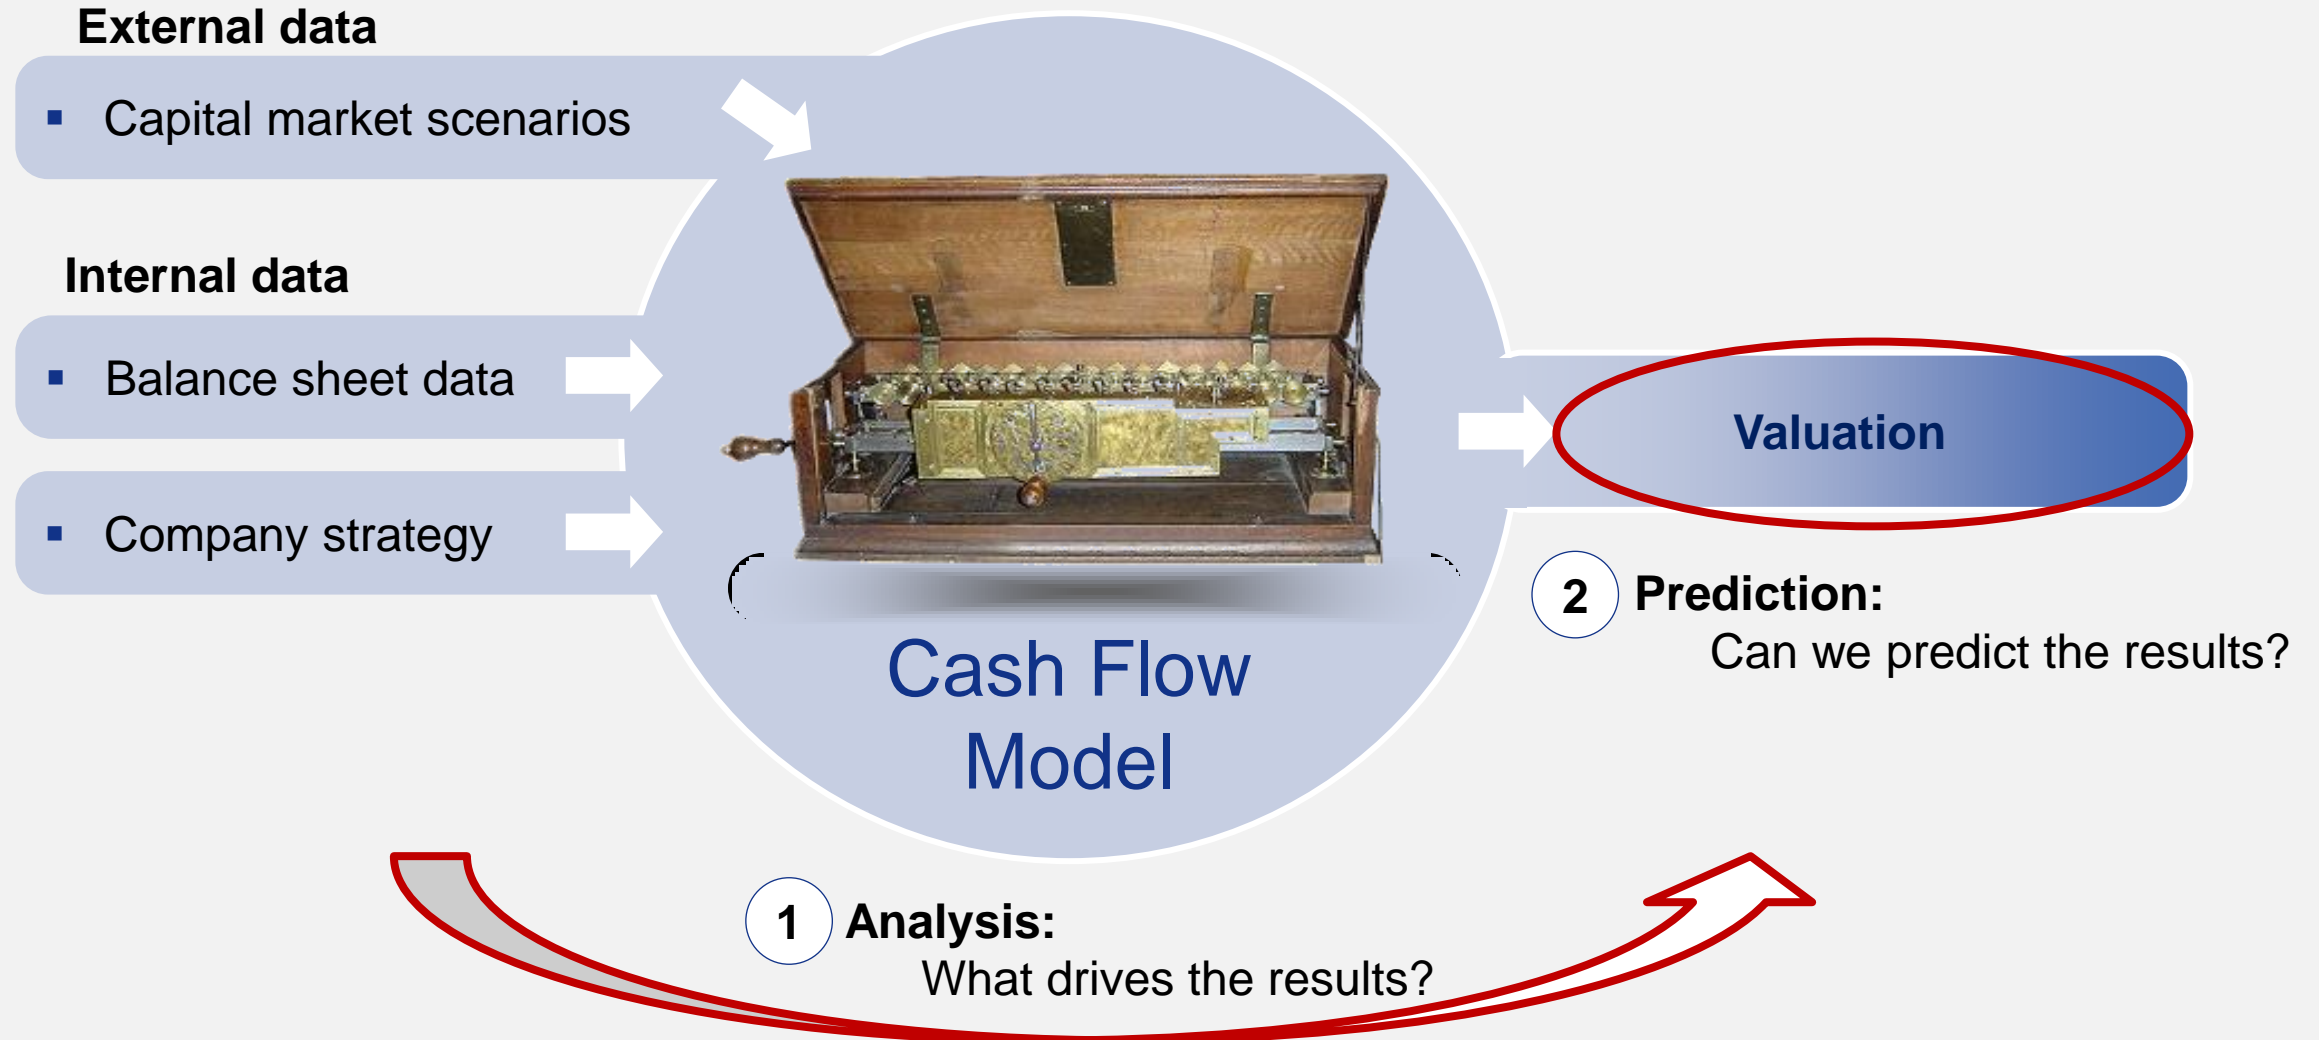 External data
▪ Capital market scenarios
Internal data
▪ Balance sheet data
▪ Company strategy
Cash Flow
Model
Valuation
2 Prediction:
Can we predict the results?
1 Analysis:
What drives the results?